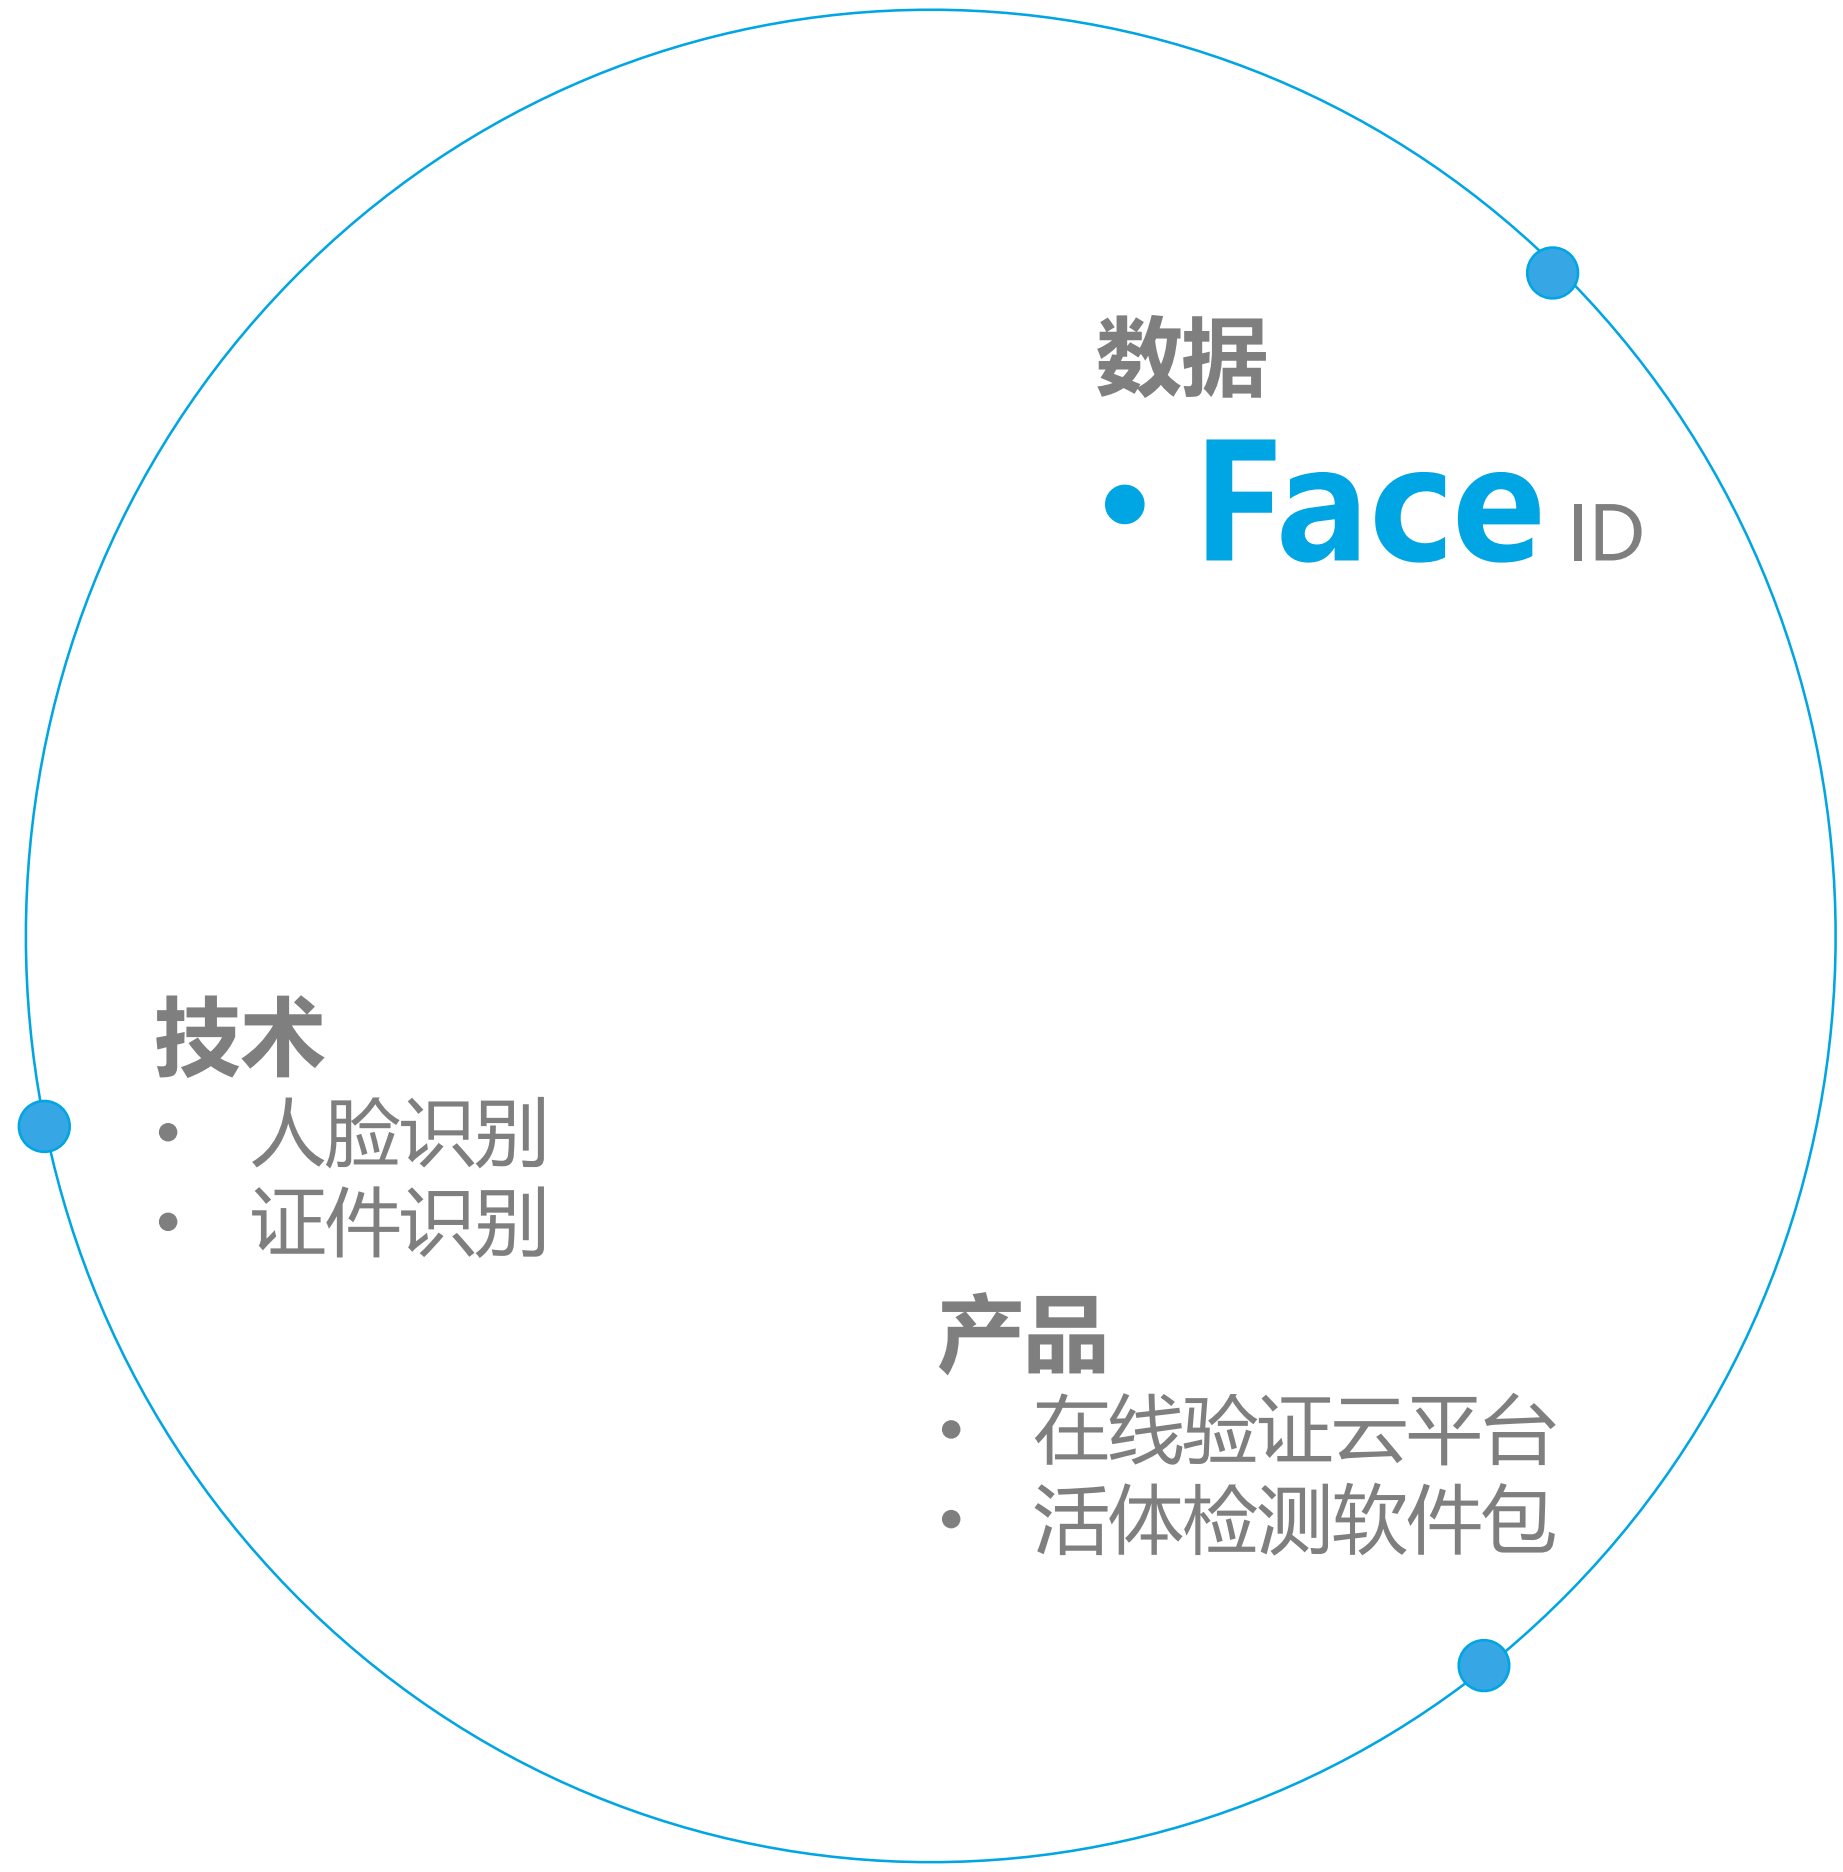 数据
• Face ID
技术
• 人脸识别
• 证件识别
产品
• 在线验证云平台
• 活体检测软件包